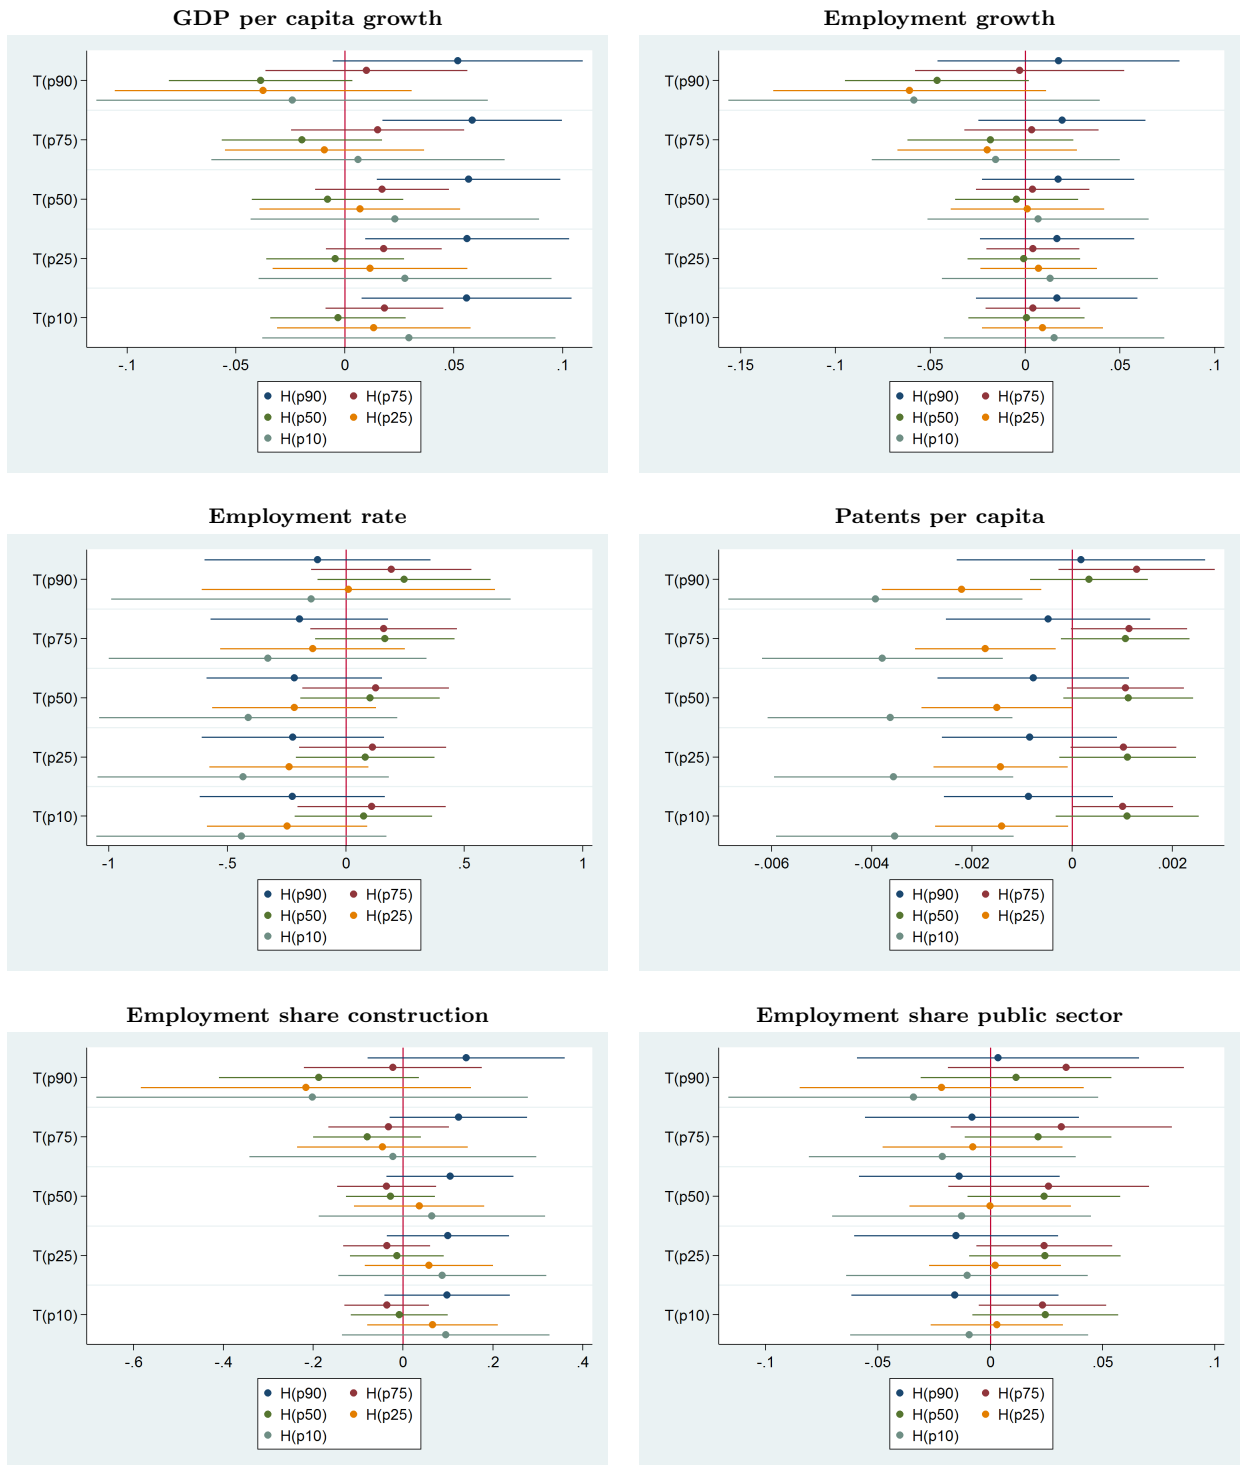 GDP per capita growth
T(p90)
T(p75)
T(p50)
T(p25)
T(p10)
-.1 -.05 0 .05 .1
H(p90) H(p75)
H(p50) H(p25)
H(p10)
Employment growth
T(p90)
T(p75)
T(p50)
T(p25)
T(p10)
-.15 -.1 -.05 0 .05 .1
H(p90) H(p75)
H(p50) H(p25)
H(p10)
Employment rate
T(p90)
T(p75)
T(p50)
T(p25)
T(p10)
-1 -.5 0 .5 1
H(p90) H(p75)
H(p50) H(p25)
H(p10)
Patents per capita
T(p90)
T(p75)
T(p50)
T(p25)
T(p10)
-.006 -.004 -.002 0 .002
H(p90) H(p75)
H(p50) H(p25)
H(p10)
Employment share construction
T(p90)
T(p75)
T(p50)
T(p25)
T(p10)
-.6 -.4 -.2 0 .2 .4
H(p90) H(p75)
H(p50) H(p25)
H(p10)
Employment share public sector
T(p90)
T(p75)
T(p50)
T(p25)
T(p10)
-.1 -.05 0 .05 .1
H(p90) H(p75)
H(p50) H(p25)
H(p10)